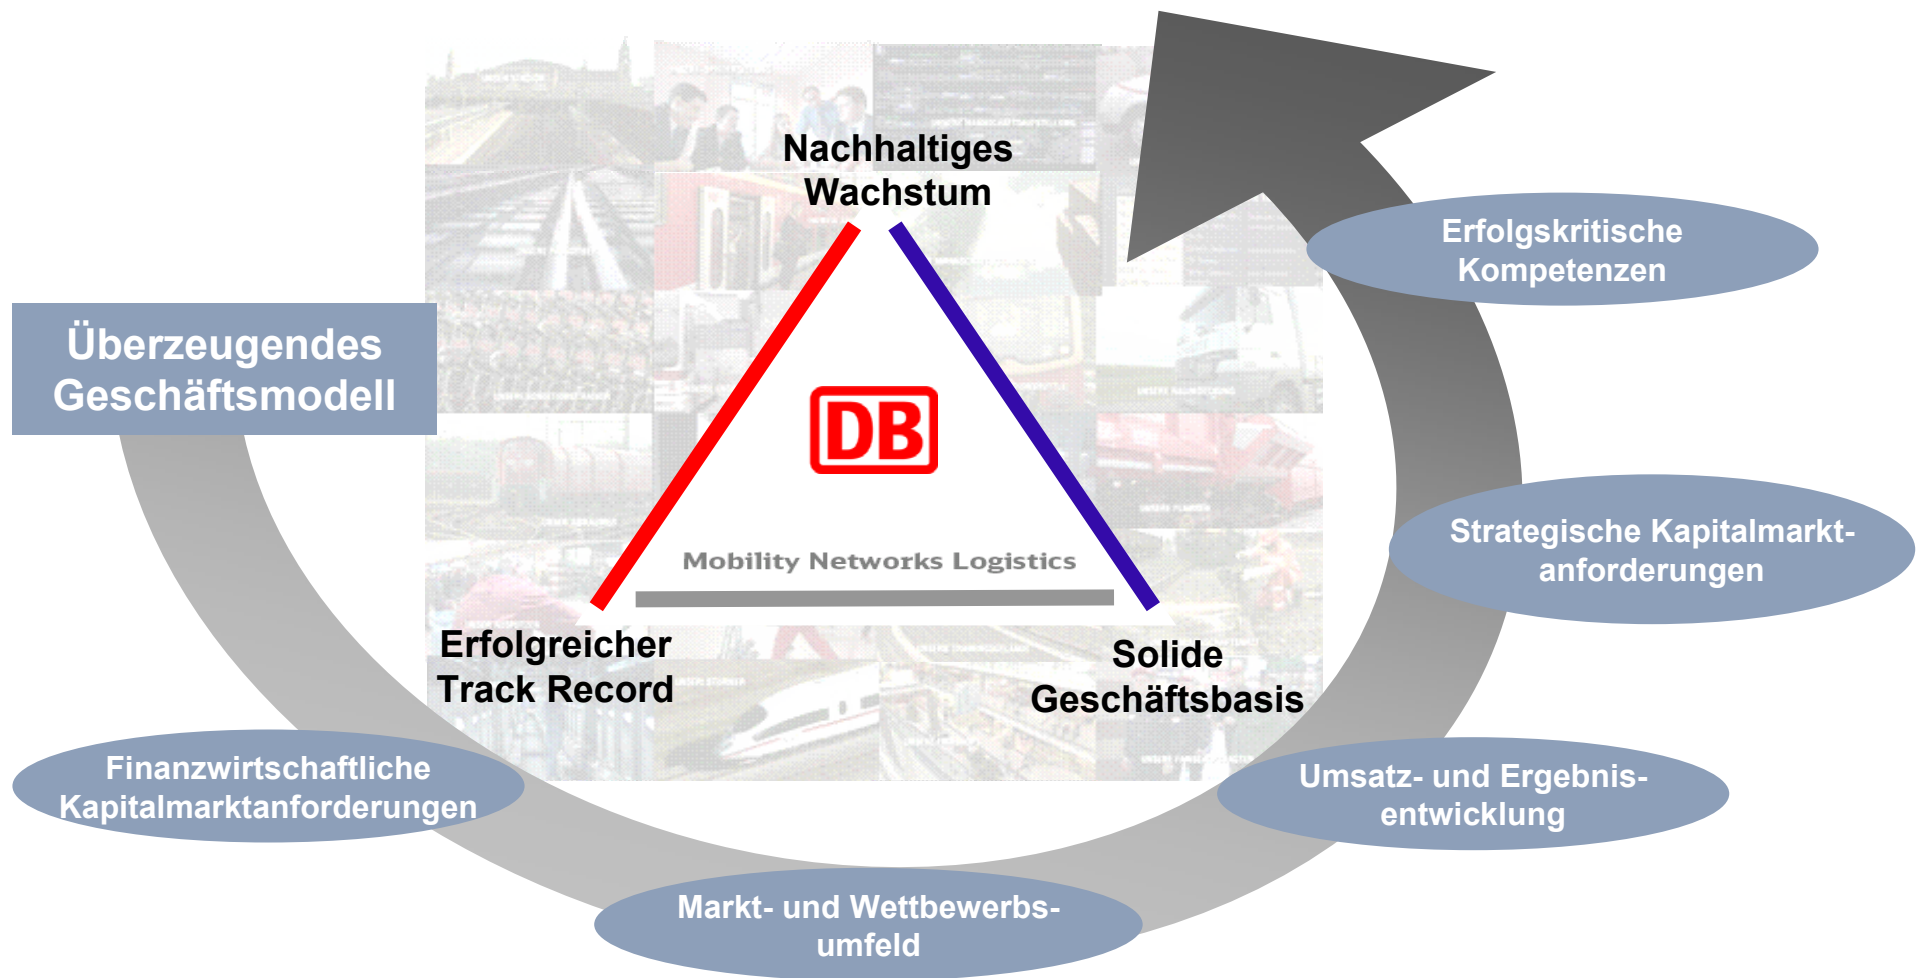 Nachhaltiges
Wachstum
Erfolgskritische
Kompetenzen
Überzeugendes
Geschäftsmodell
DB
Strategische Kapitalmarkt-
anforderungen
Mobility Networks Logistics
Erfolgreicher
Track Record
Solide
Geschäftsbasis
Finanzwirtschaftliche
Kapitalmarktanforderungen
Umsatz- und Ergebnis-
entwicklung
Markt- und Wettbewerbs-
umfeld